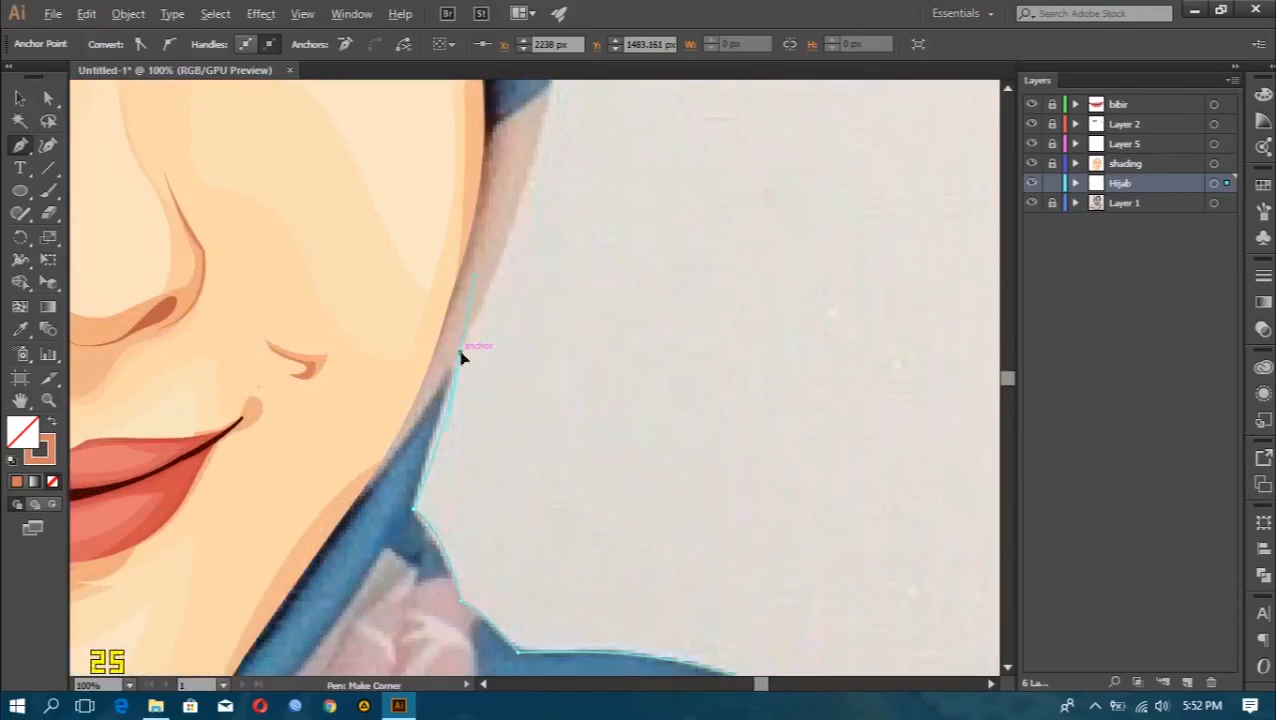 Ai File Edit Object Type Select Effect View Window Help Br St Essentials Search Adobe Stock
Anchor Point Convert: Handles: Anchors: X: 2238 px Y: 1483.161 px W: 0 px H: 0 px
Untitled-1* @ 100% (RGB/GPU Preview) ×
Layers
bibir
Layer 2
Layer 5
shading
Hijab
Layer 1
anchor
25
6 La...
100% 1 Pen: Make Corner
5:52 PM